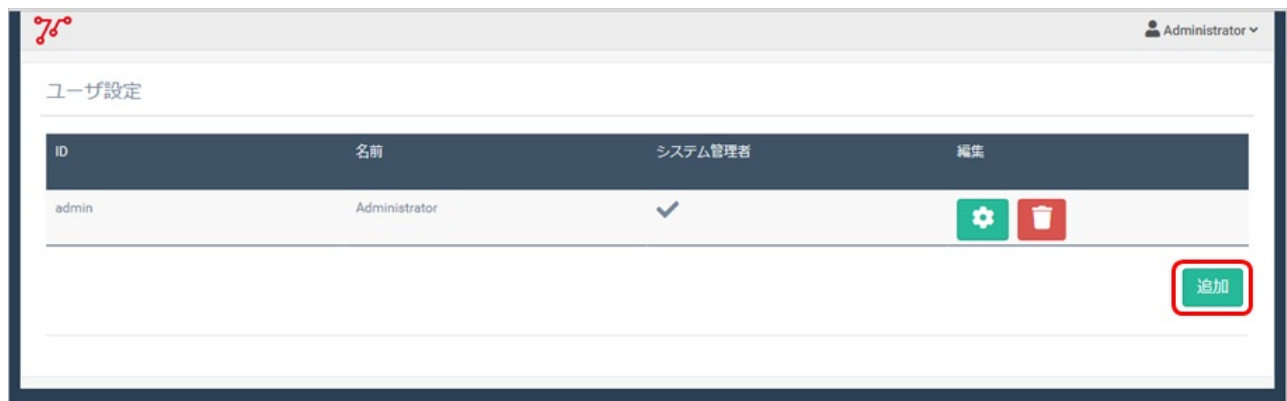 Administrator
ユーザ設定
ID 名前 システム管理者 編集
admin Administrator
追加